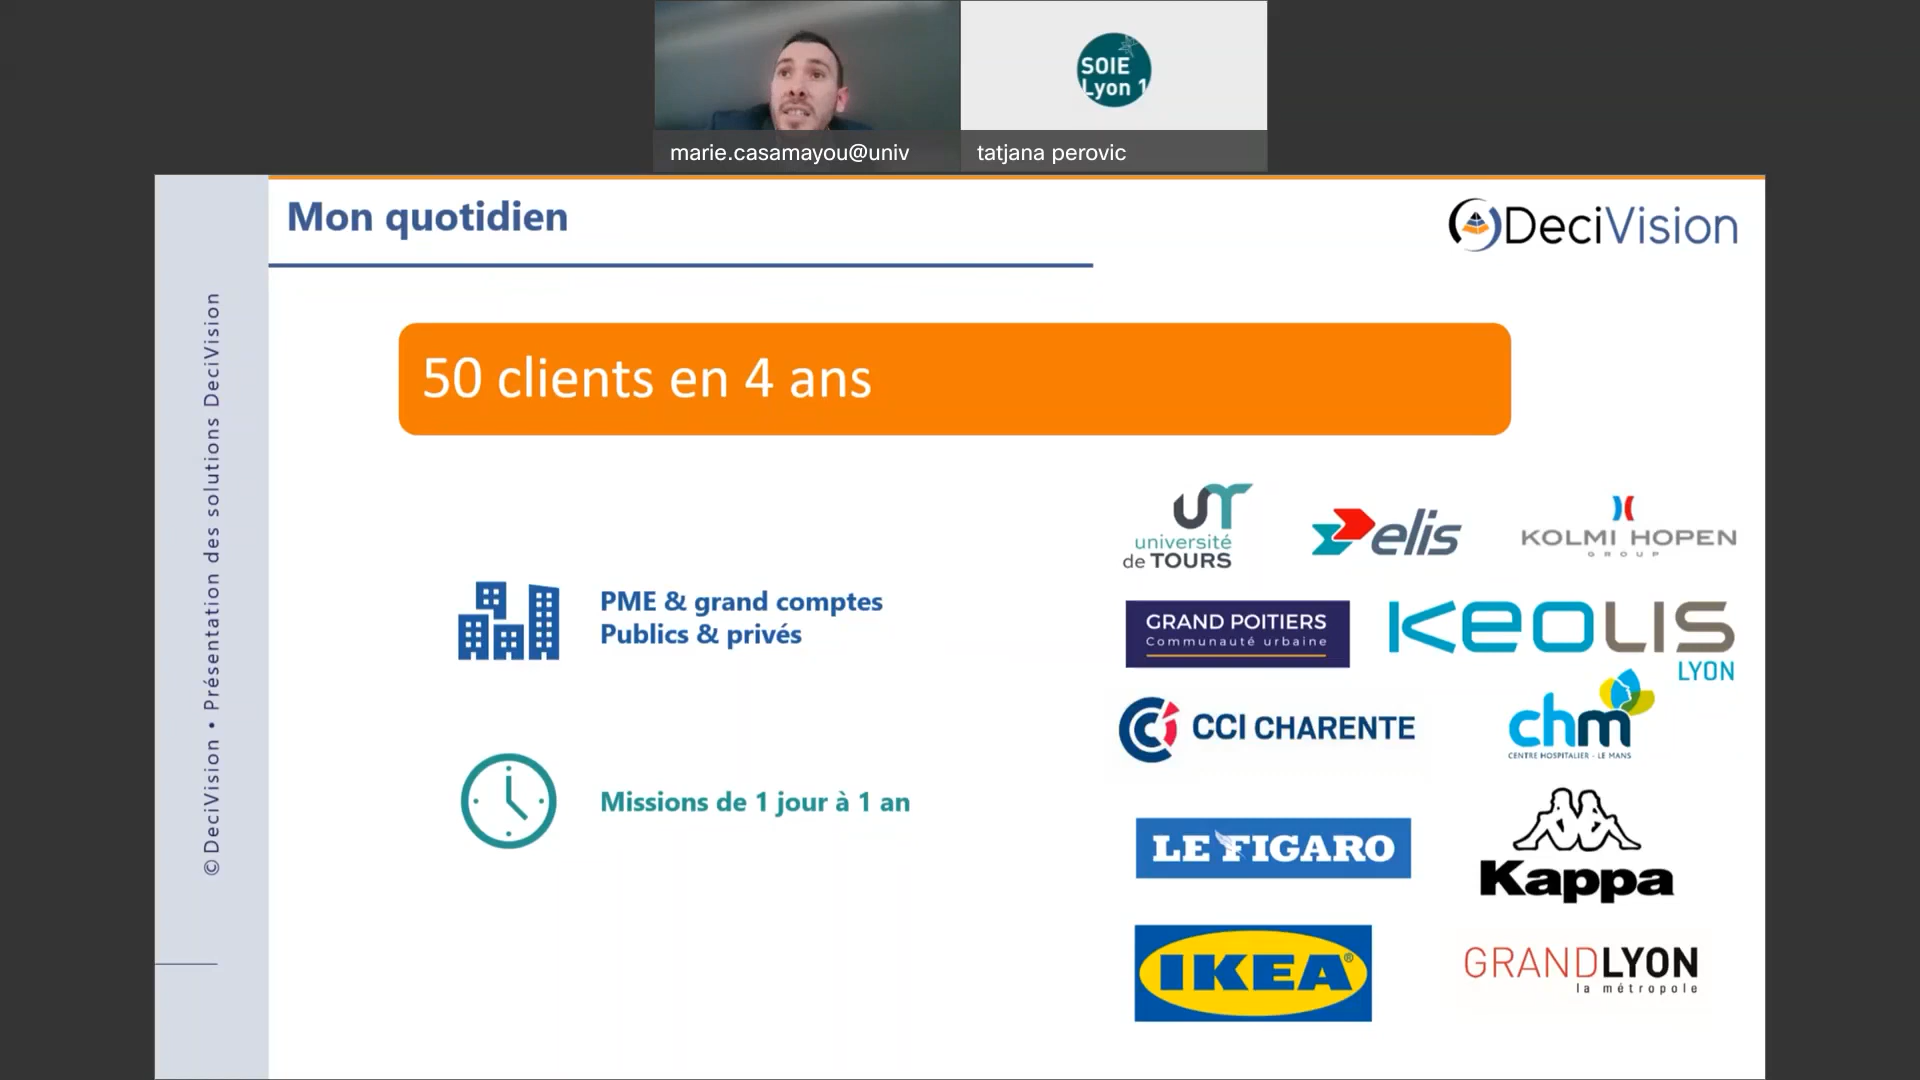 SOIE
Lyon 1
marie.casamayou@univ
tatjana perovic
Mon quotidien
DeciVision
50 clients en 4 ans
PME & grand comptes
Publics & privés
Missions de 1 jour à 1 an
UT
université
de TOURS
elis
KOLMI HOPEN
GROUP
GRAND POITIERS
Communauté urbaine
KEOLIS
LYON
CCI CHARENTE
chm
CENTRE HOSPITALIER - LE MANS
LE FIGARO
Kappa
IKEA®
GRANDLYON
la métropole
© DeciVision • Présentation des solutions DeciVision